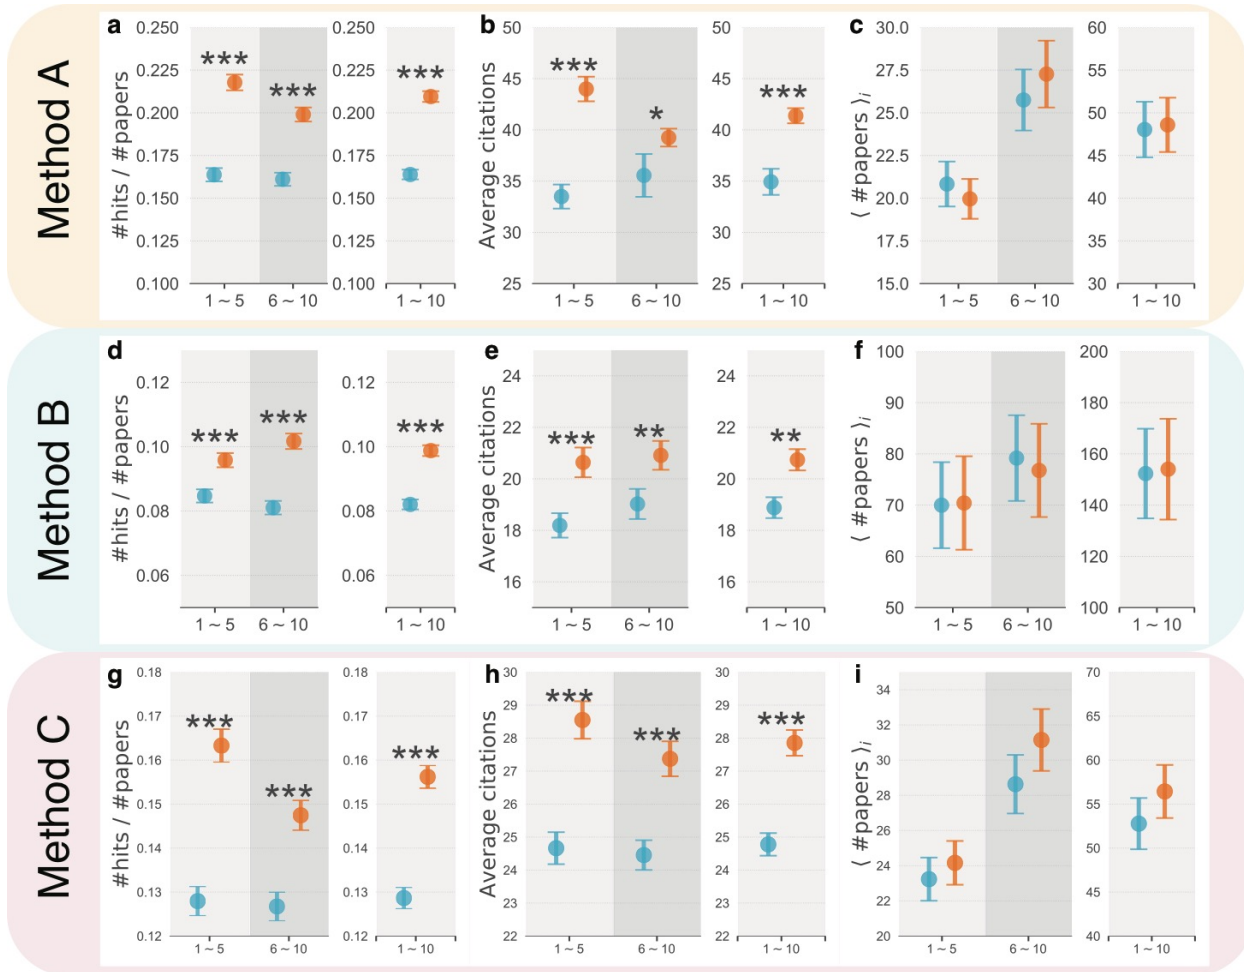 Method A
a
#hits / #papers
0.250
0.225
0.200
0.175
0.150
0.125
0.100
***
***
1 ~ 5
6 ~ 10
0.250
0.225
0.200
0.175
0.150
0.125
0.100
***
1 ~ 10
b
Average citations
50
45
40
35
30
25
***
*
1 ~ 5
6 ~ 10
50
45
40
35
30
25
***
1 ~ 10
c
⟨ #papers ⟩i
30.0
27.5
25.0
22.5
20.0
17.5
15.0
1 ~ 5
6 ~ 10
60
55
50
45
40
35
30
1 ~ 10
Method B
d
#hits / #papers
0.12
0.10
0.08
0.06
***
***
1 ~ 5
6 ~ 10
0.12
0.10
0.08
0.06
***
1 ~ 10
e
Average citations
24
22
20
18
16
***
**
1 ~ 5
6 ~ 10
24
22
20
18
16
**
1 ~ 10
f
⟨ #papers ⟩i
100
90
80
70
60
50
1 ~ 5
6 ~ 10
200
180
160
140
120
100
1 ~ 10
Method C
g
#hits / #papers
0.18
0.17
0.16
0.15
0.14
0.13
0.12
***
***
1 ~ 5
6 ~ 10
0.18
0.17
0.16
0.15
0.14
0.13
0.12
***
1 ~ 10
h
Average citations
30
29
28
27
26
25
24
23
22
***
***
1 ~ 5
6 ~ 10
30
29
28
27
26
25
24
23
22
***
1 ~ 10
i
⟨ #papers ⟩i
34
32
30
28
26
24
22
20
1 ~ 5
6 ~ 10
70
65
60
55
50
45
40
1 ~ 10